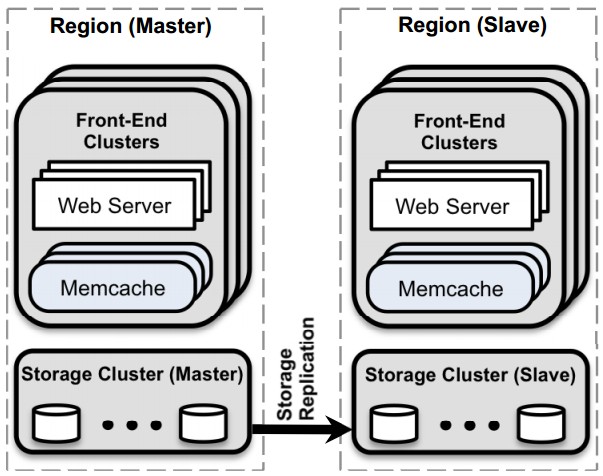 Region (Master)
Front-End
Clusters
Web Server
Memcache
Storage Cluster (Master)
Storage
Replication
Region (Slave)
Front-End
Clusters
Web Server
Memcache
Storage Cluster (Slave)